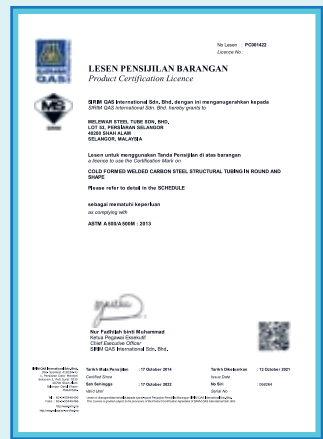 No Lesen : PC001422
Licence No
LESEN PENSIJILAN BARANGAN
Product Certification Licence
SIRIM QAS International Sdn. Bhd. dengan ini menganugerahkan kepada
SIRIM QAS International Sdn. Bhd. hereby grants to
MELEWAR STEEL TUBE SDN. BHD.
LOT 53, PERSIARAN SELANGOR
40200 SHAH ALAM
SELANGOR, MALAYSIA
Lesen untuk menggunakan Tanda Pensijilan di atas barangan
a licence to use the Certification Mark on
COLD FORMED WELDED CARBON STEEL STRUCTURAL TUBING IN ROUND AND
SHAPE
Please refer to detail in the SCHEDULE
sebagai mematuhi keperluan
as complying with
ASTM A500/A500M : 2013
Nur Fadhilah binti Muhammad
Ketua Pegawai Eksekutif
Chief Executive Officer
SIRIM QAS International Sdn. Bhd.
Tarikh Mula Pensijilan : 17 October 2014
Certified Since
Sah Sehingga : 17 October 2022
Valid Until
Tarikh Dikeluarkan : 13 October 2021
Issue Date
No Siri
Serial No